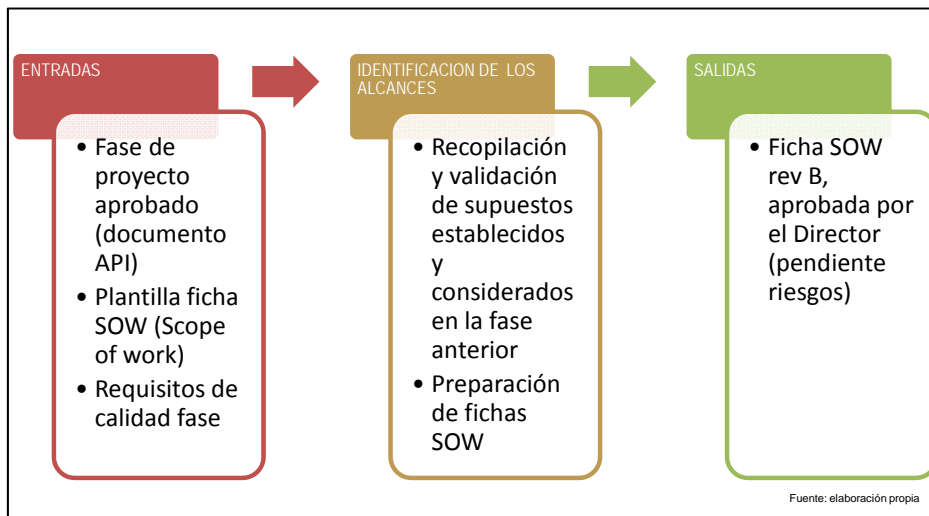 ENTRADAS
• Fase de
proyecto
aprobado
(documento
API)
• Plantilla ficha
SOW (Scope
of work)
• Requisitos de
calidad fase
IDENTIFICACION DE LOS
ALCANCES
• Recopilación
y validación
de supuestos
establecidos
y
considerados
en la fase
anterior
• Preparación
de fichas
SOW
SALIDAS
• Ficha SOW
rev B,
aprobada por
el Director
(pendiente
riesgos)
Fuente: elaboración propia